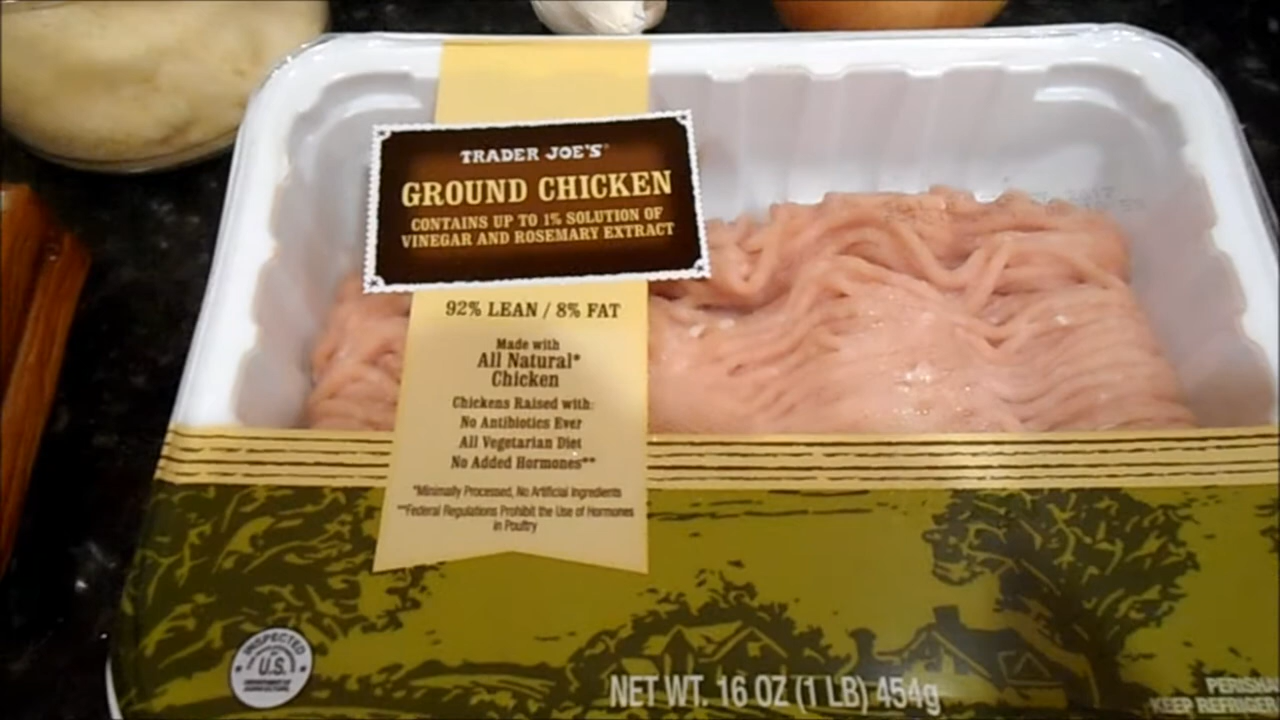 TRADER JOE'S
GROUND CHICKEN
CONTAINS UP TO 1% SOLUTION OF
VINEGAR AND ROSEMARY EXTRACT
92% LEAN / 8% FAT
Made with
All Natural*
Chicken
Chickens Raised with:
No Antibiotics Ever
All Vegetarian Diet
No Added Hormones**
*Minimally Processed, No Artificial Ingredients
**Federal Regulations Prohibit the Use of Hormones
in Poultry
INSPECTED
U.S.
DEPARTMENT OF
AGRICULTURE
NET WT. 16 OZ (1 LB) 454g
PERISHA
KEEP REFRIGER